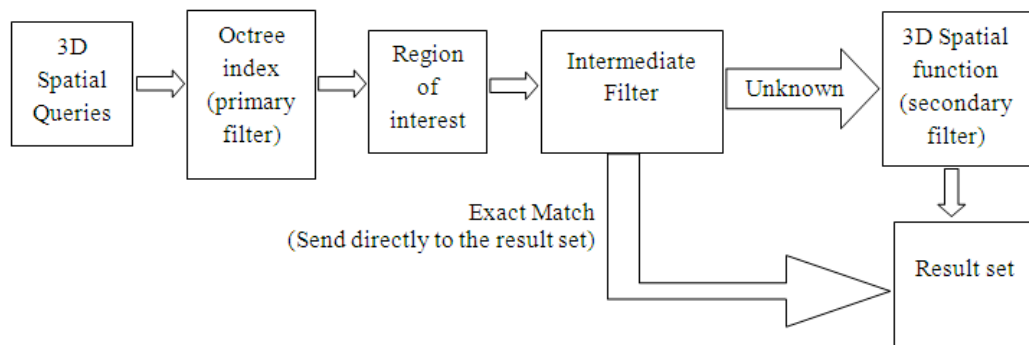 3D
Spatial
Queries
Octree
index
(primary
filter)
Region
of
interest
Intermediate
Filter
Unknown
3D Spatial
function
(secondary
filter)
Exact Match
(Send directly to the result set)
Result set